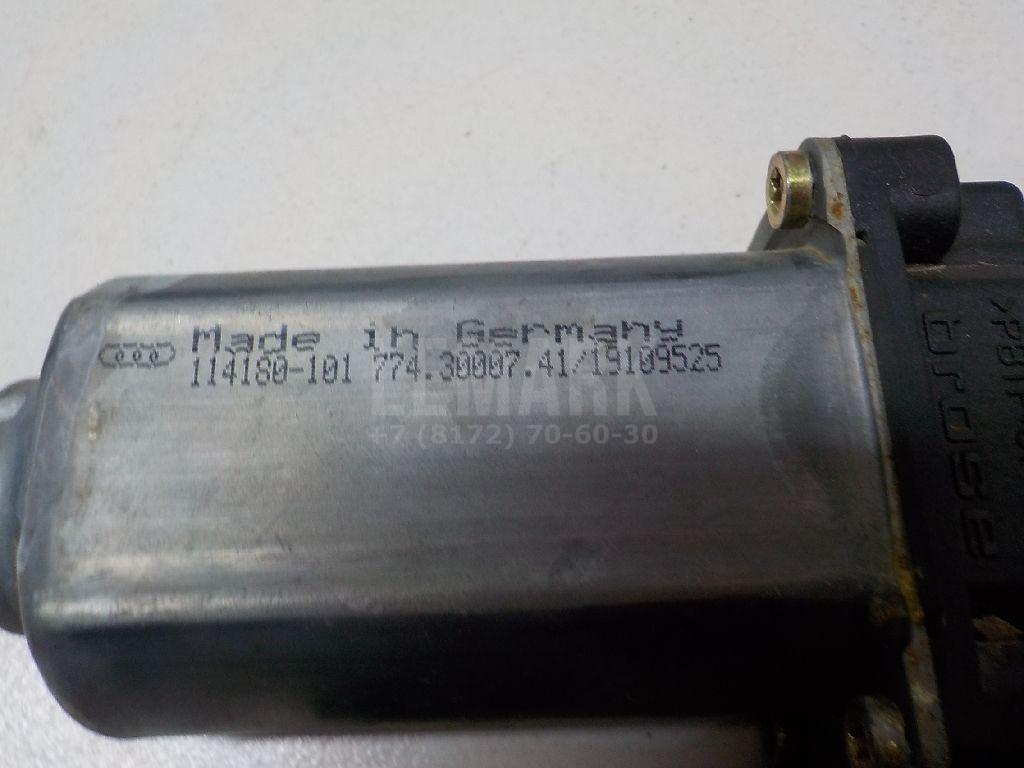 Made in Germany
114180-101 774.30007.41/19109525
LEMARK
+7 (8172) 70-60-30
brose